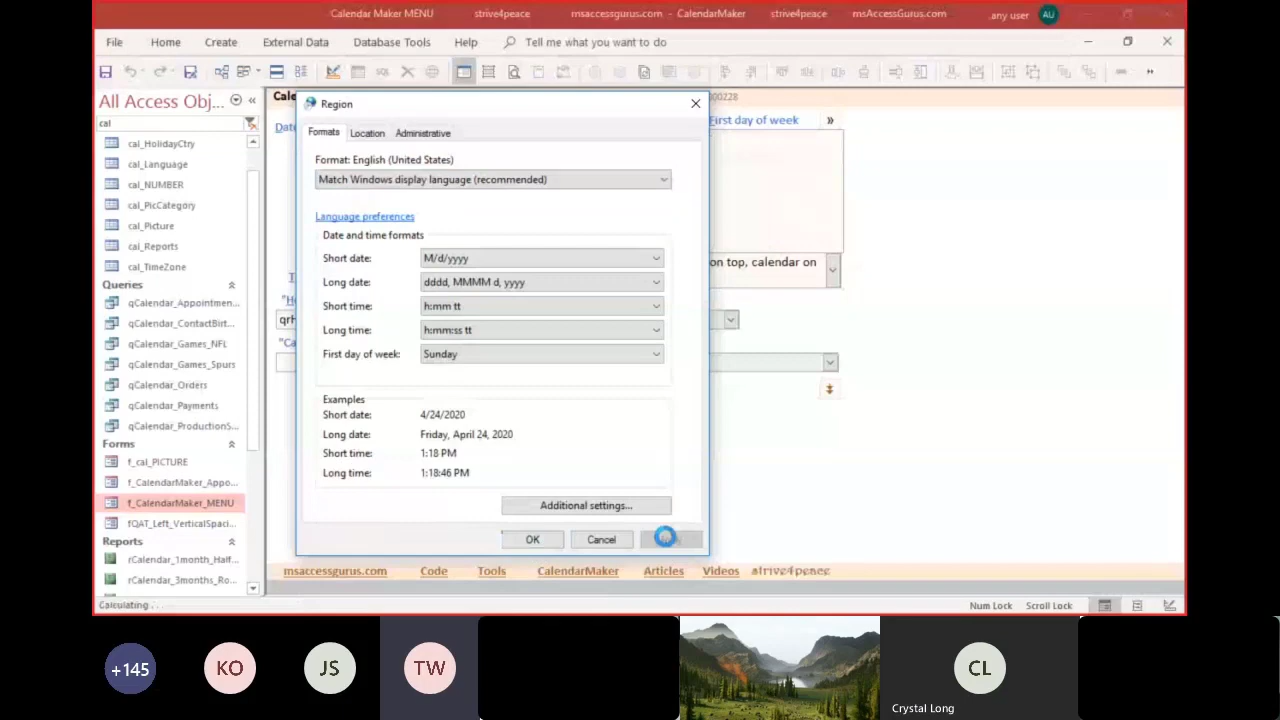 Calendar Maker MENU strive4peace msaccessgurus.com - CalendarMaker strive4peace msAccessGurus.com any user AU
File Home Create External Data Database Tools Help Tell me what you want to do
All Access Obj... «
cal
cal_HolidayCtry
cal_Language
cal_NUMBER
cal_PicCategory
cal_Picture
cal_Reports
cal_TimeZone
Queries
qCalendar_Appointmen...
qCalendar_ContactBirt...
qCalendar_Games_NFL
qCalendar_Games_Spurs
qCalendar_Orders
qCalendar_Payments
qCalendar_ProductionS...
Forms
f_cal_PICTURE
f_CalendarMaker_Appo...
f_CalendarMaker_MENU
fQAT_Left_VerticalSpaci...
Reports
rCalendar_1month_Half...
rCalendar_3months_Ro...
Calculating . . .
Region
Formats Location Administrative
Format: English (United States)
Match Windows display language (recommended)
Language preferences
Date and time formats
Short date: M/d/yyyy
Long date: dddd, MMMM d, yyyy
Short time: h:mm tt
Long time: h:mm:ss tt
First day of week: Sunday
Examples
Short date: 4/24/2020
Long date: Friday, April 24, 2020
Short time: 1:18 PM
Long time: 1:18:46 PM
Additional settings...
OK Cancel
First day of week »
on top, calendar on
msaccessgurus.com Code Tools CalendarMaker Articles Videos strive4peace
Num Lock Scroll Lock
+145 KO JS TW CL
Crystal Long